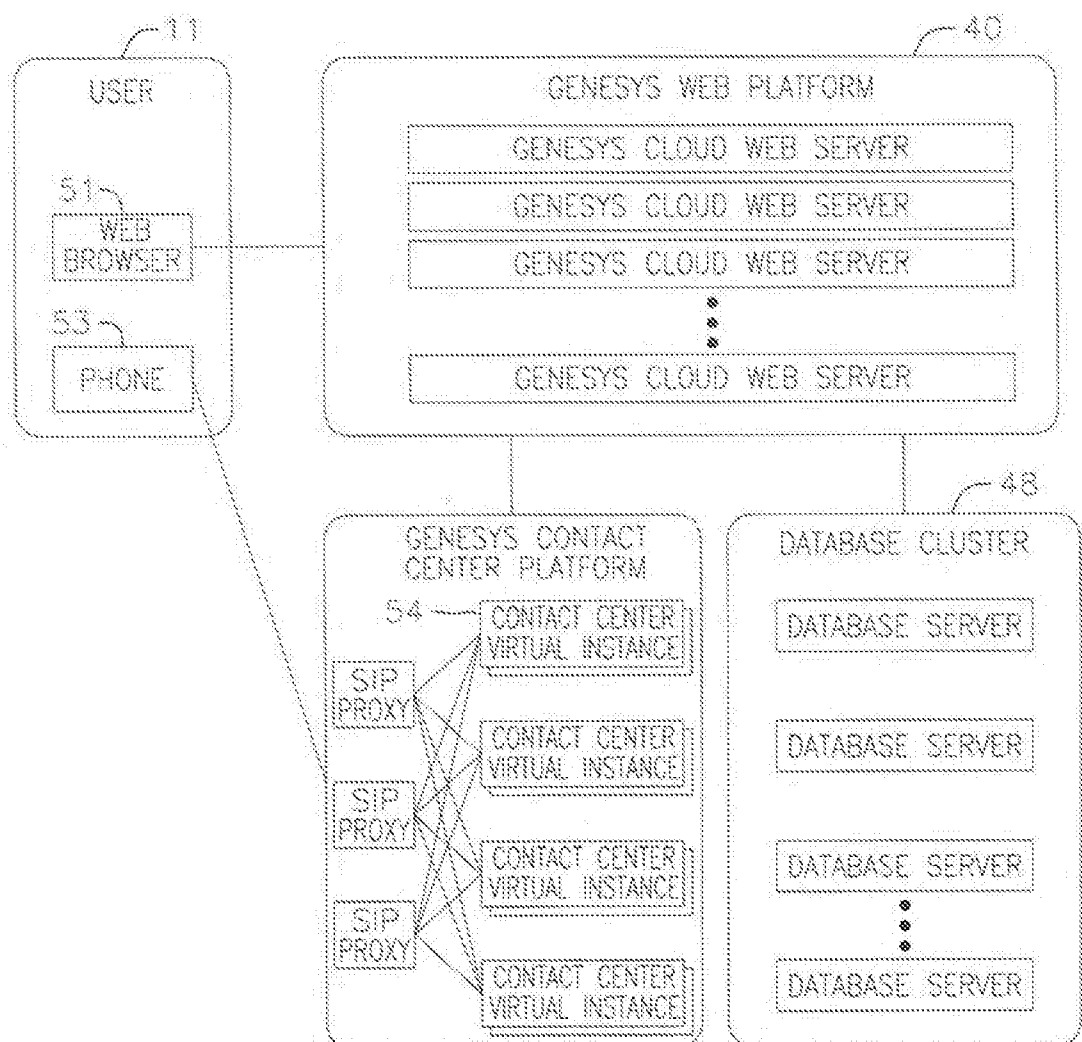 11
USER
51
WEB
BROWSER
53
PHONE
40
GENESYS WEB PLATFORM
GENESYS CLOUD WEB SERVER
GENESYS CLOUD WEB SERVER
GENESYS CLOUD WEB SERVER
GENESYS CLOUD WEB SERVER
GENESYS CONTACT
CENTER PLATFORM
54
CONTACT CENTER
VIRTUAL INSTANCE
SIP
PROXY
CONTACT CENTER
VIRTUAL INSTANCE
SIP
PROXY
CONTACT CENTER
VIRTUAL INSTANCE
SIP
PROXY
CONTACT CENTER
VIRTUAL INSTANCE
48
DATABASE CLUSTER
DATABASE SERVER
DATABASE SERVER
DATABASE SERVER
DATABASE SERVER